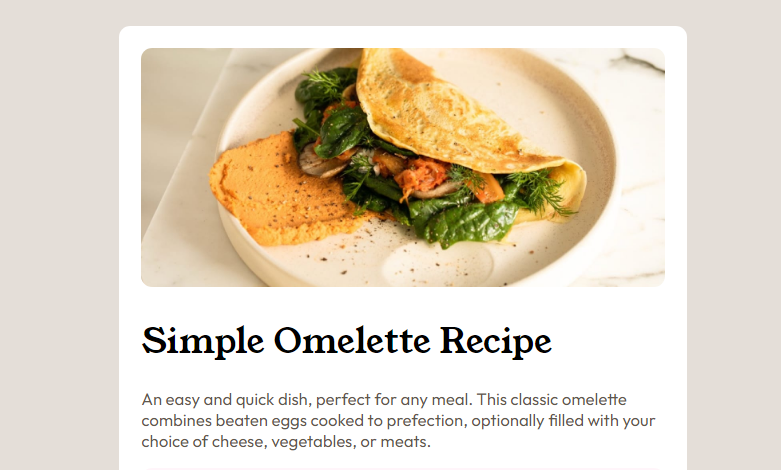 Simple Omelette Recipe
An easy and quick dish, perfect for any meal. This classic omelette
combines beaten eggs cooked to prefection, optionally filled with your
choice of cheese, vegetables, or meats.